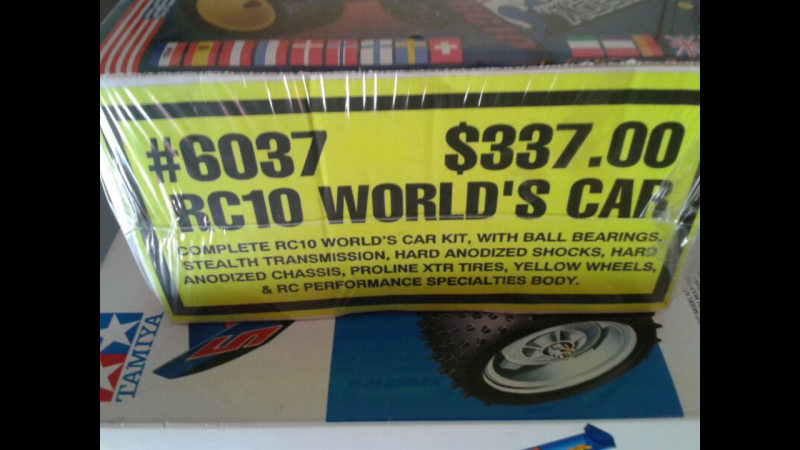 #6037 $337.00
RC10 WORLD'S CAR
COMPLETE RC10 WORLD'S CAR KIT, WITH BALL BEARINGS,
STEALTH TRANSMISSION, HARD ANODIZED SHOCKS, HARD
ANODIZED CHASSIS, PROLINE XTR TIRES, YELLOW WHEELS,
& RC PERFORMANCE SPECIALTIES BODY.
TAMIYA